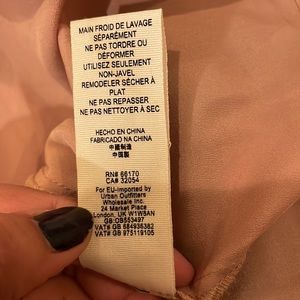 MAIN FROID DE LAVAGE
SÉPARÉMENT
NE PAS TORDRE OU
DÉFORMER
UTILISEZ SEULEMENT
NON-JAVEL
REMODELER SÉCHER À
PLAT
NE PAS REPASSER
NE PAS NETTOYER À SEC
HECHO EN CHINA
FABRICADO NA CHINA
中國制造
中国製
RN# 66170
CA# 32054
For EU-Imported by
Urban Outfitters
Wholesale Inc.
24 Market Place
London, UK W1W8AN
GB OB553497
VAT# GB 684936382
VAT# GB 975119105